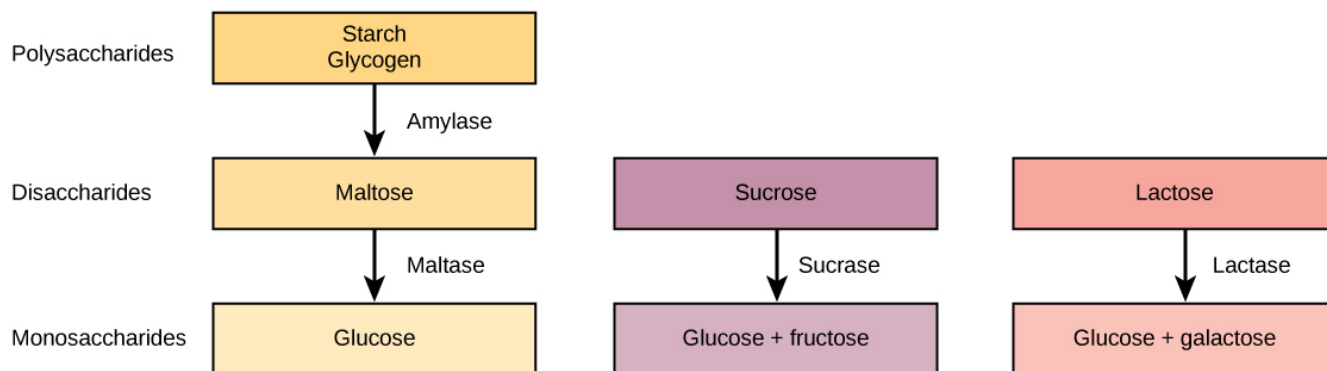 Polysaccharides
Starch
Glycogen
Amylase
Disaccharides
Maltose
Sucrose
Lactose
Maltase
Sucrase
Lactase
Monosaccharides
Glucose
Glucose + fructose
Glucose + galactose